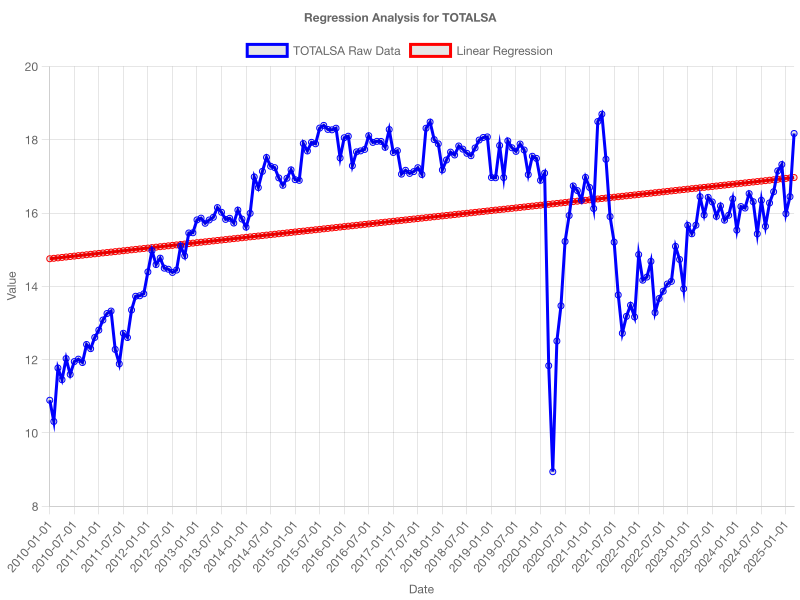 Regression Analysis for TOTALSA
TOTALSA Raw Data Linear Regression
20
18
16
14
12
10
8
Value
2010-01-01 2010-07-01 2011-01-01 2011-07-01 2012-01-01 2012-07-01 2013-01-01 2013-07-01 2014-01-01 2014-07-01 2015-01-01 2015-07-01 2016-01-01 2016-07-01 2017-01-01 2017-07-01 2018-01-01 2018-07-01 2019-01-01 2019-07-01 2020-01-01 2020-07-01 2021-01-01 2021-07-01 2022-01-01 2022-07-01 2023-01-01 2023-07-01 2024-01-01 2024-07-01 2025-01-01
Date